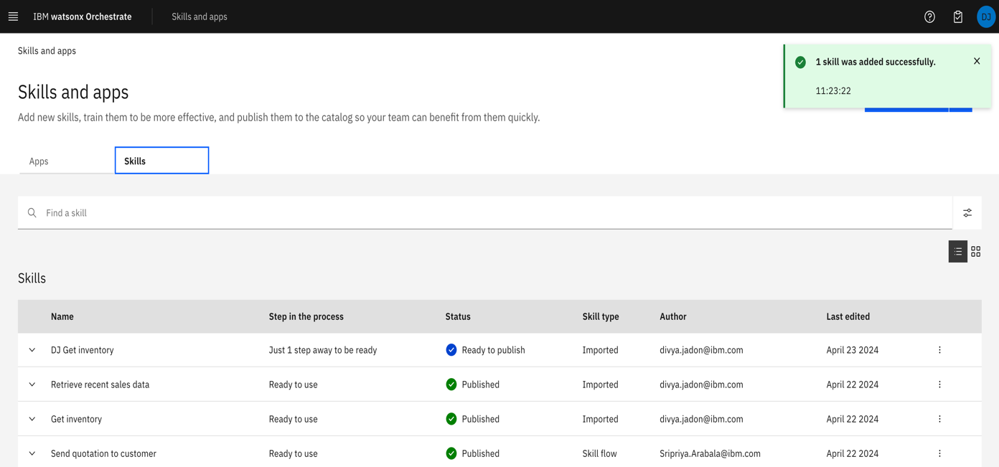 IBM watsonx Orchestrate Skills and apps DJ
Skills and apps
1 skill was added successfully.
11:23:22
Skills and apps
Add new skills, train them to be more effective, and publish them to the catalog so your team can benefit from them quickly.
Apps Skills
Find a skill
Skills
Name Step in the process Status Skill type Author Last edited
DJ Get inventory Just 1 step away to be ready Ready to publish Imported divya.jadon@ibm.com April 23 2024
Retrieve recent sales data Ready to use Published Imported divya.jadon@ibm.com April 22 2024
Get inventory Ready to use Published Imported divya.jadon@ibm.com April 22 2024
Send quotation to customer Ready to use Published Skill flow Sripriya.Arabala@ibm.com April 22 2024